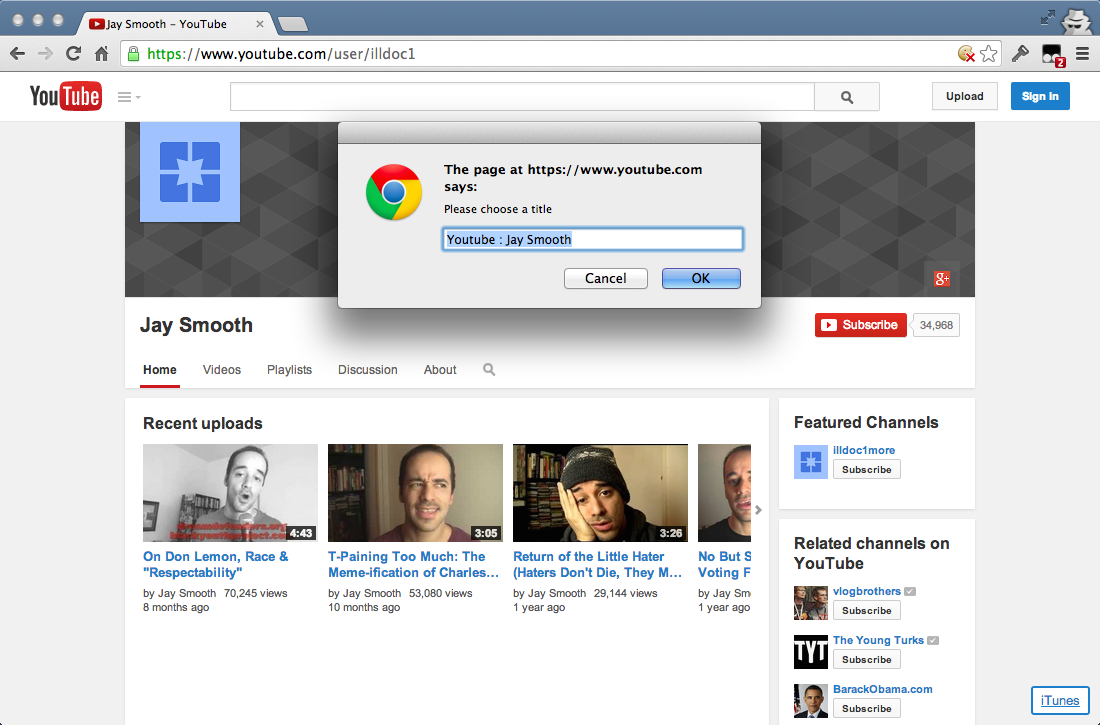 Jay Smooth - YouTube
https://www.youtube.com/user/illdoc1
2
YouTube
Upload
Sign In
The page at https://www.youtube.com
says:
Please choose a title
Youtube : Jay Smooth
Cancel
OK
g+
Jay Smooth
Subscribe
34,968
Home
Videos
Playlists
Discussion
About
Recent uploads
4:43
3:05
3:26
On Don Lemon, Race &
"Respectability"
by Jay Smooth 70,245 views
8 months ago
T-Paining Too Much: The
Meme-ification of Charles...
by Jay Smooth 53,080 views
10 months ago
Return of the Little Hater
(Haters Don't Die, They M...
by Jay Smooth 29,144 views
1 year ago
No But S
Voting F
by Jay Sm
1 year ago
Featured Channels
illdoc1more
Subscribe
Related channels on
YouTube
vlogbrothers
Subscribe
TYT
The Young Turks
Subscribe
BarackObama.com
Subscribe
iTunes